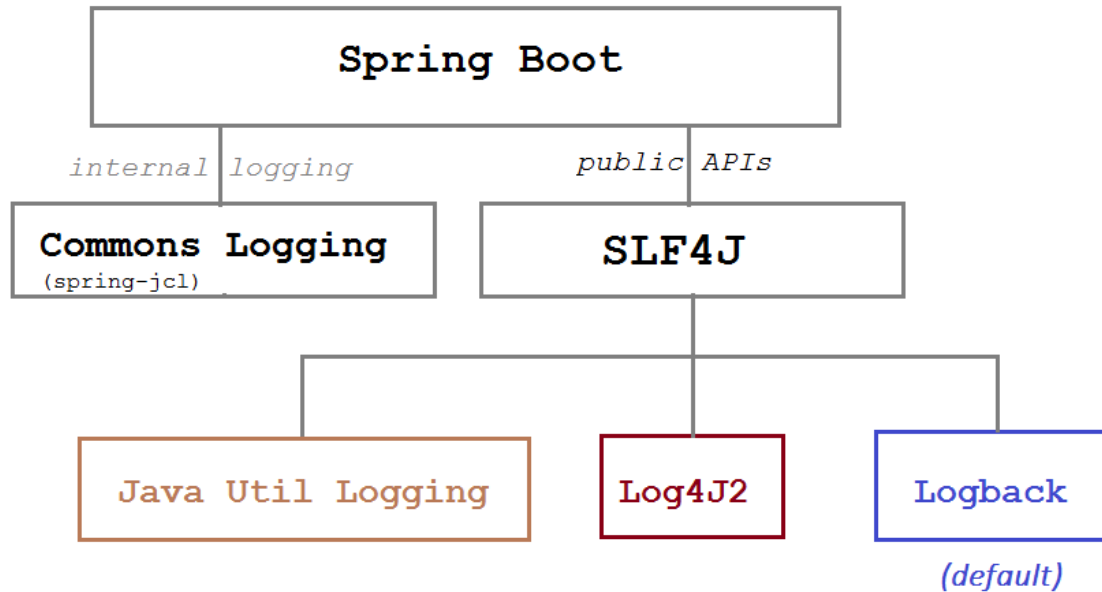 Spring Boot
internal logging
public APIs
Commons Logging
(spring-jcl)
SLF4J
Java Util Logging
Log4J2
Logback
(default)